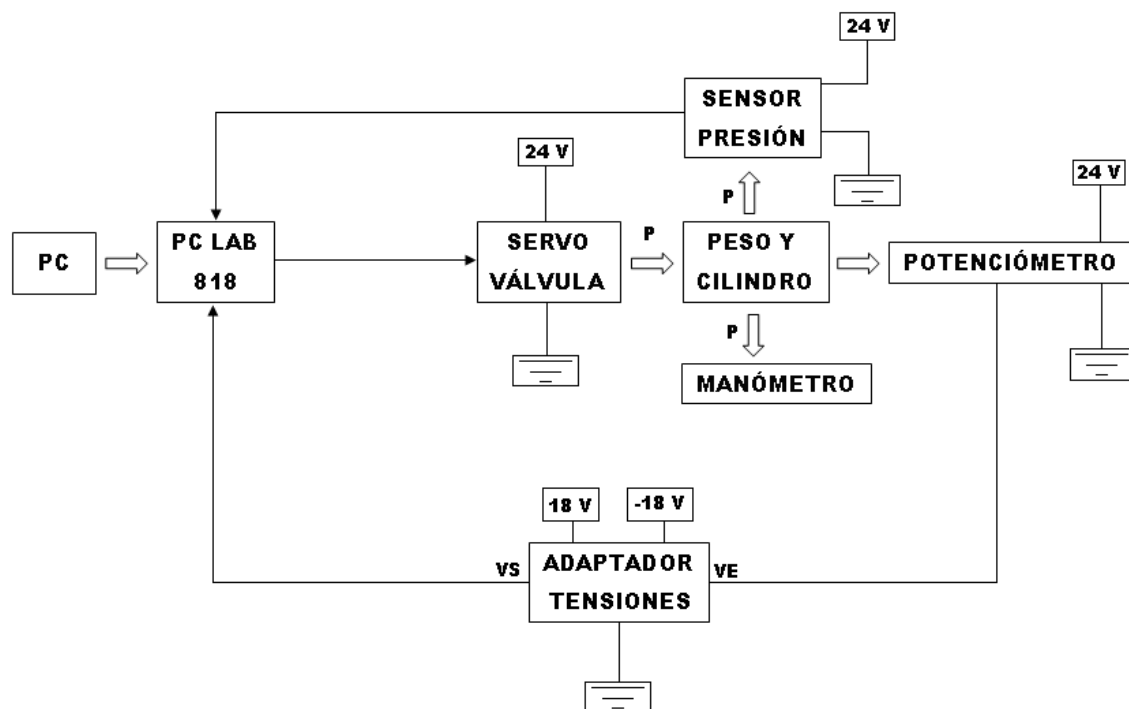 24 V
SENSOR
PRESIÓN
24 V
P
24 V
PC
PC LAB
818
SERVO
VÁLVULA
P
PESO Y
CILINDRO
POTENCIÓMETRO
P
MANÓMETRO
18 V
-18 V
VS
ADAPTADOR
TENSIONES
VE